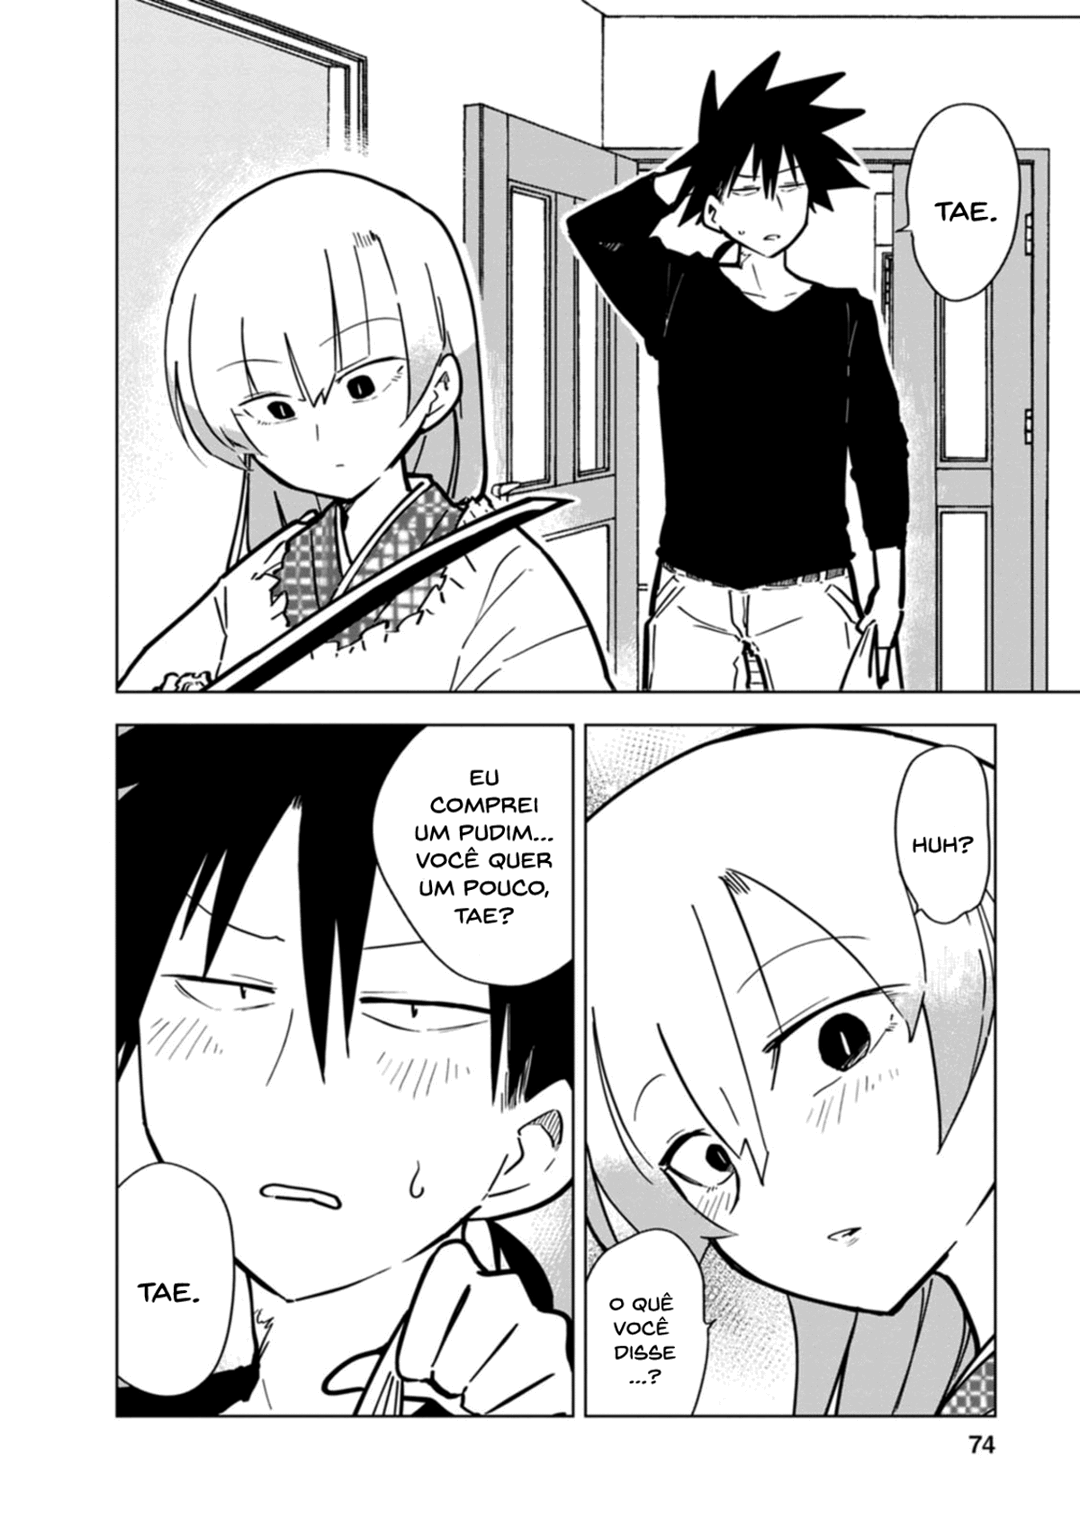 TAE.
HUH?
O QUÊ
VOCÊ
DISSE
...?
EU
COMPREI
UM PUDIM...
VOCÊ QUER
UM POUCO,
TAE?
TAE.
74